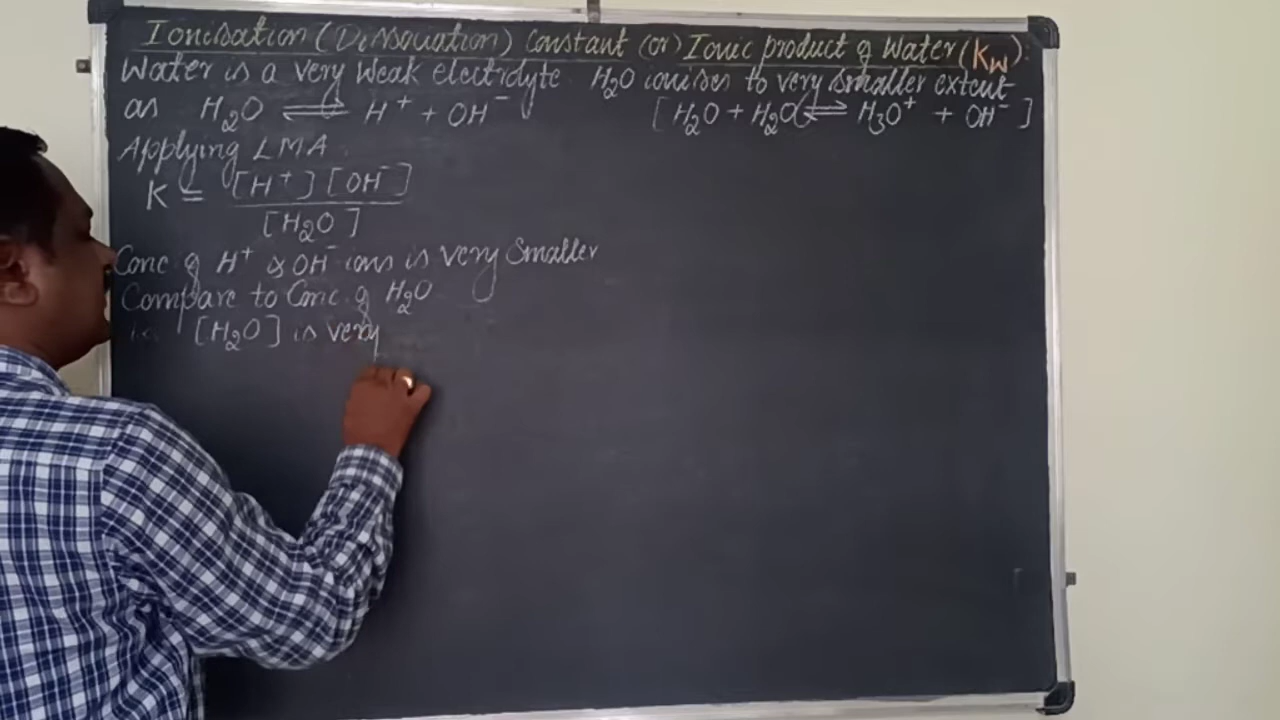 Ionisation (Dissociation) Constant (or) Ionic product of Water (Kw).
Water is a very weak electrolyte H₂O ionises to very smaller extent
as H₂O ⇌ H⁺ + OH⁻ [H₂O + H₂O ⇌ H₃O⁺ + OH⁻]
Applying LMA.
K = [H⁺][OH⁻]
[H₂O]
Conc. of H⁺ & OH⁻ ions is very smaller
Compare to Conc. of H₂O
i.e. [H₂O] is very